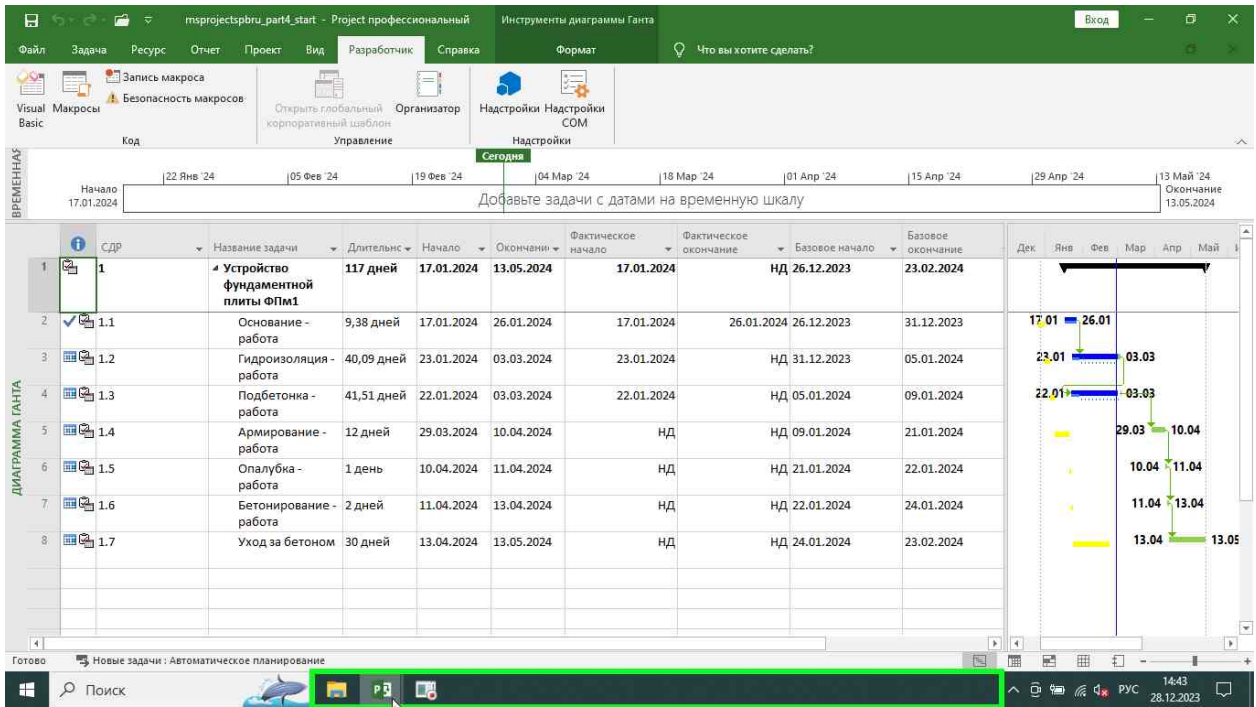 msprojectspbru_part4_start - Project профессиональный
Инструменты диаграммы Ганта
Вход
Файл Задача Ресурс Отчет Проект Вид Разработчик Справка Формат Что вы хотите сделать?
Visual Basic
Макросы
Запись макроса
Безопасность макросов
Код
Открыть глобальный корпоративный шаблон
Организатор
Управление
Надстройки
Надстройки COM
Надстройки
ВРЕМЕННАЯ
Сегодня
22 Янв '24 05 Фев '24 19 Фев '24 04 Мар '24 18 Мар '24 01 Апр '24 15 Апр '24 29 Апр '24 13 Май '24
Начало
17.01.2024
Добавьте задачи с датами на временную шкалу
Окончание
13.05.2024
ДИАГРАММА ГАНТА
СДР Название задачи Длительнс Начало Окончани Фактическое начало Фактическое окончание Базовое начало Базовое окончание Дек Янв Фев Мар Апр Май
1 1 Устройство фундаментной плиты ФПм1 117 дней 17.01.2024 13.05.2024 17.01.2024 НД 26.12.2023 23.02.2024
2 1.1 Основание - работа 9,38 дней 17.01.2024 26.01.2024 17.01.2024 26.01.2024 26.12.2023 31.12.2023 17.01 26.01
3 1.2 Гидроизоляция - работа 40,09 дней 23.01.2024 03.03.2024 23.01.2024 НД 31.12.2023 05.01.2024 23.01 03.03
4 1.3 Подбетонка - работа 41,51 дней 22.01.2024 03.03.2024 22.01.2024 НД 05.01.2024 09.01.2024 22.01 03.03
5 1.4 Армирование - работа 12 дней 29.03.2024 10.04.2024 НД НД 09.01.2024 21.01.2024 29.03 10.04
6 1.5 Опалубка - работа 1 день 10.04.2024 11.04.2024 НД НД 21.01.2024 22.01.2024 10.04 11.04
7 1.6 Бетонирование - работа 2 дней 11.04.2024 13.04.2024 НД НД 22.01.2024 24.01.2024 11.04 13.04
8 1.7 Уход за бетоном 30 дней 13.04.2024 13.05.2024 НД НД 24.01.2024 23.02.2024 13.04 13.05
Готово Новые задачи : Автоматическое планирование
Поиск
РУС
14:43
28.12.2023